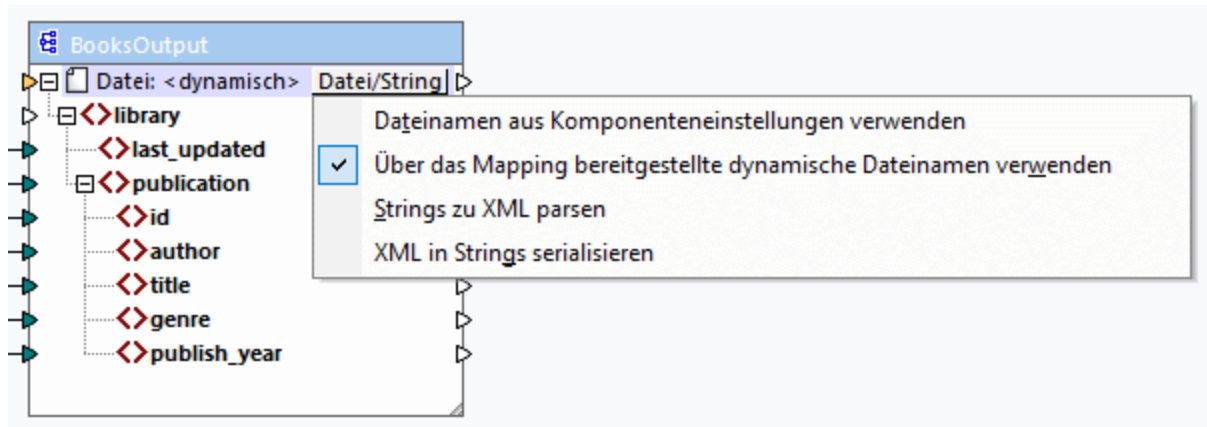 BooksOutput
Datei: <dynamisch> Datei/String
<>library
Dateinamen aus Komponenteneinstellungen verwenden
<>last_updated
Über das Mapping bereitgestellte dynamische Dateinamen verwenden
<>publication
<>id
Strings zu XML parsen
<>author
XML in Strings serialisieren
<>title
<>genre
<>publish_year